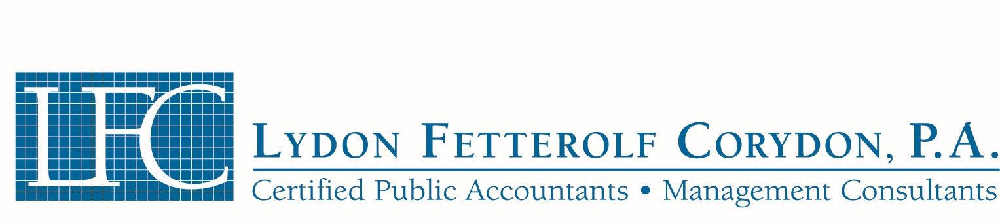 LFC
LYDON FETTEROLF CORYDON, P.A.
Certified Public Accountants • Management Consultants